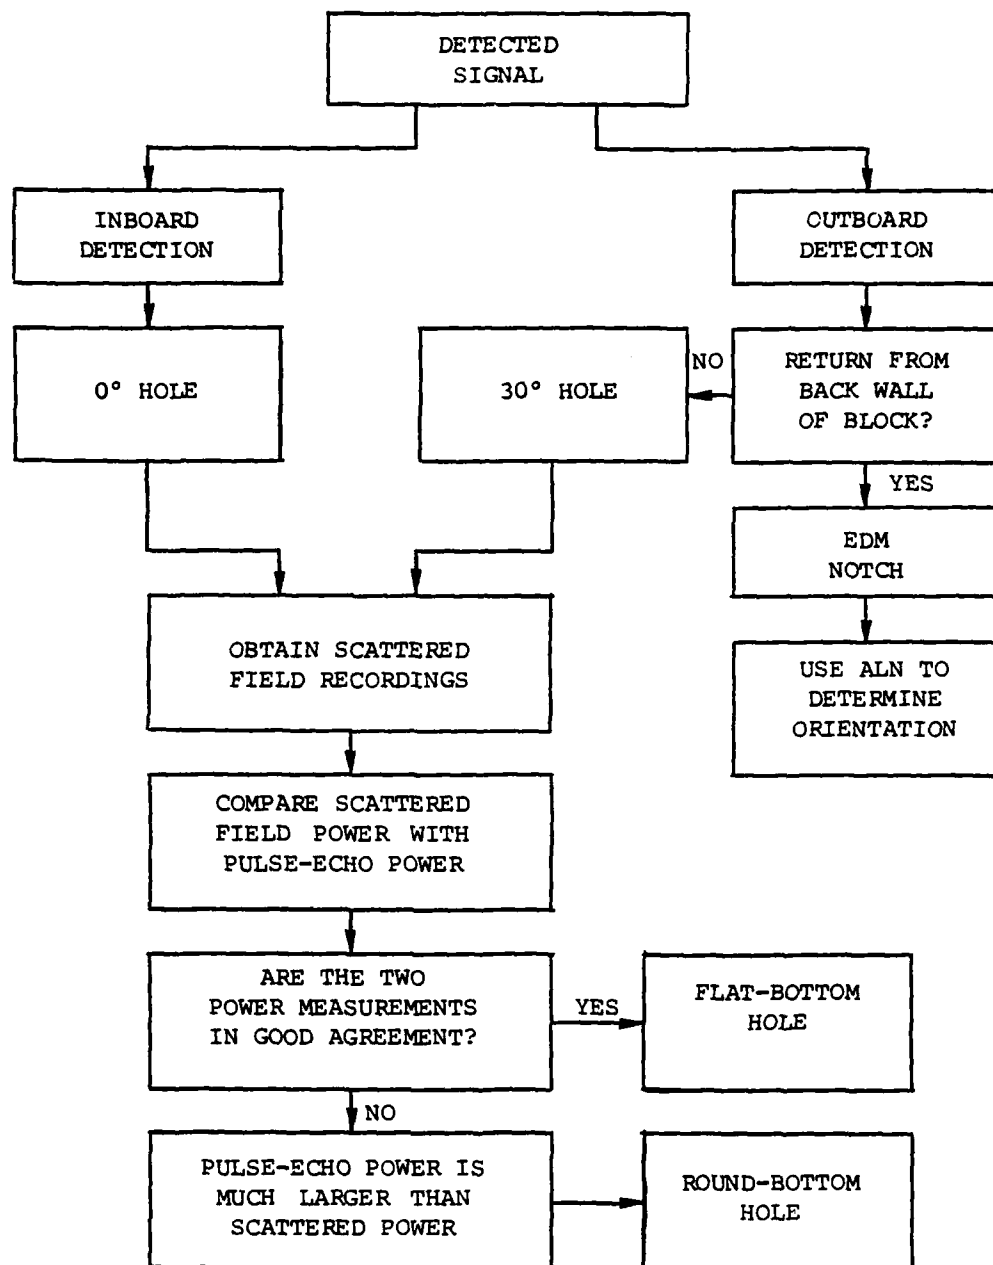 DETECTED
SIGNAL
INBOARD
DETECTION
OUTBOARD
DETECTION
0° HOLE
30° HOLE
NO
RETURN FROM
BACK WALL
OF BLOCK?
YES
EDM
NOTCH
USE ALN TO
DETERMINE
ORIENTATION
OBTAIN SCATTERED
FIELD RECORDINGS
COMPARE SCATTERED
FIELD POWER WITH
PULSE-ECHO POWER
ARE THE TWO
POWER MEASUREMENTS
IN GOOD AGREEMENT?
YES
FLAT-BOTTOM
HOLE
NO
PULSE-ECHO POWER IS
MUCH LARGER THAN
SCATTERED POWER
ROUND-BOTTOM
HOLE